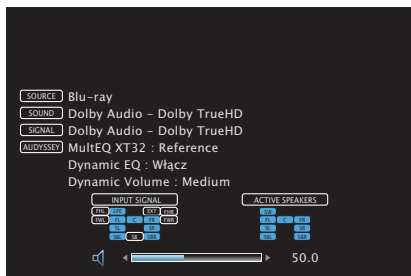 SOURCE Blu-ray
SOUND Dolby Audio - Dolby TrueHD
SIGNAL Dolby Audio - Dolby TrueHD
AUDYSSEY MultEQ XT32 : Reference
Dynamic EQ : Włącz
Dynamic Volume : Medium
INPUT SIGNAL ACTIVE SPEAKERS
FHL LFE EXT FHR SW
FWL FL C FR FWR FL C FR
SL SR SL SR
SBL SB SBR SBL SBR
50.0